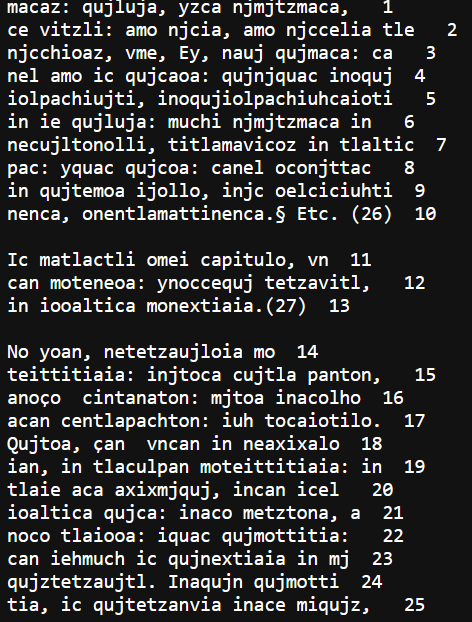 macaz: qujluja, yzca njmjtzmaca,   1
ce vitzli: amo njcia, amo njccelia tle   2
njcchioaz, vme, Ey, nauj qujmaca: ca   3
nel amo ic qujcaoa: qujnjquac inoquj   4
iolpachiujti, inoqujiolpachiuhcaioti   5
in ie qujluja: muchi njmjtzmaca in   6
necujltonolli, titlamavicoz in tlaltic   7
pac: yquac qujcoa: canel oconjttac   8
in qujtemoa ijollo, injc oelciciuhti   9
nenca, onentlamattinenca.§ Etc. (26)  10

Ic matlactli omei capitulo, vn   11
can moteneoa: ynoccequj tetzavitl,   12
in iooaltica monextiaia.(27)  13

No yoan, netetzaujloia mo  14
teittitiaia: injtoca cujtla panton,   15
anoço  cintanaton: mjtoa inacolho   16
acan centlapachton: iuh tocaiotilo.  17
Qujtoa, çan  vncan in neaxixalo   18
ian, in tlaculpan moteittitiaia: in   19
tlaie aca axixmjquj, incan icel   20
ioaltica qujca: inaco metztona, a   21
noco tlaiooa: iquac qujmottitia:   22
can iehmuch ic qujnextiaia in mj   23
qujztetzaujtl. Inaqujn qujmotti   24
tia, ic qujtetzanvia inace miqujz,   25